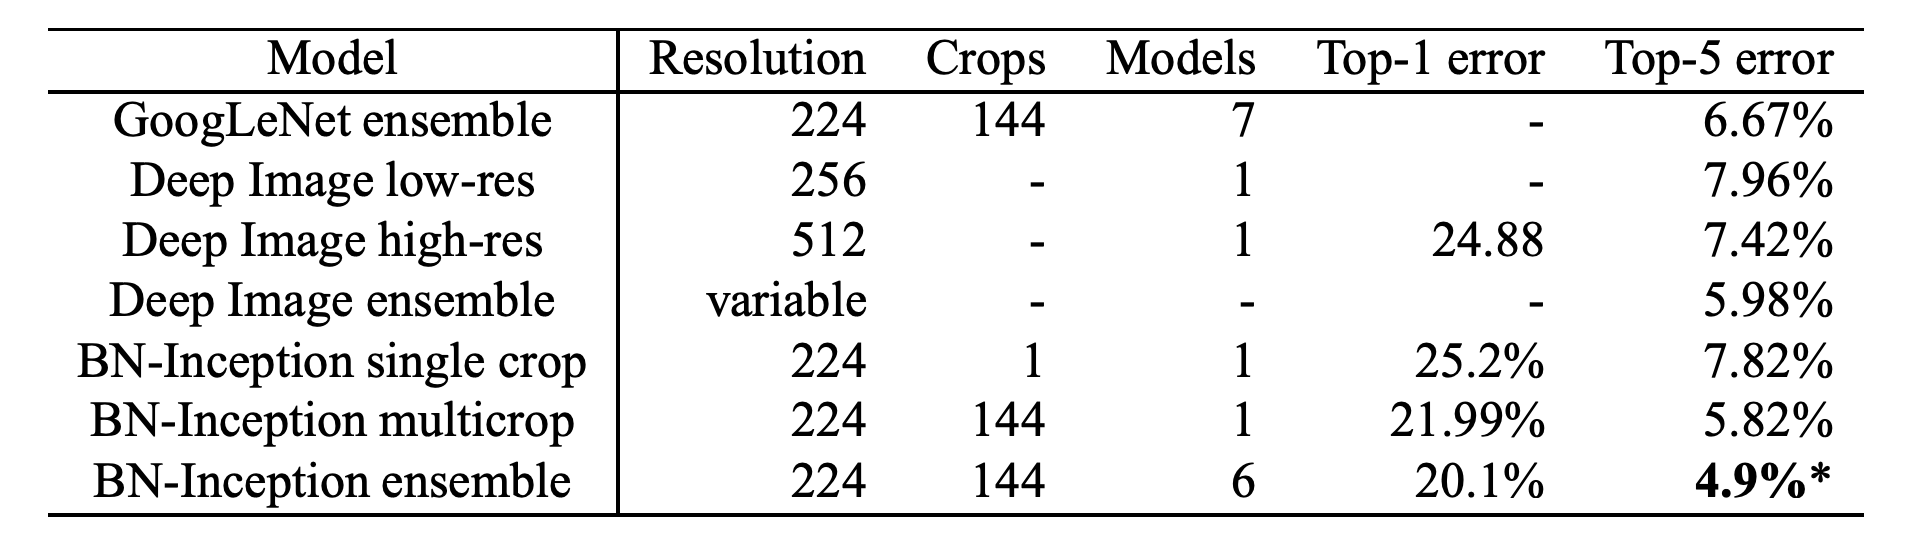 Model Resolution Crops Models Top-1 error Top-5 error
GoogLeNet ensemble 224 144 7 - 6.67%
Deep Image low-res 256 - 1 - 7.96%
Deep Image high-res 512 - 1 24.88 7.42%
Deep Image ensemble variable - - - 5.98%
BN-Inception single crop 224 1 1 25.2% 7.82%
BN-Inception multicrop 224 144 1 21.99% 5.82%
BN-Inception ensemble 224 144 6 20.1% 4.9%*